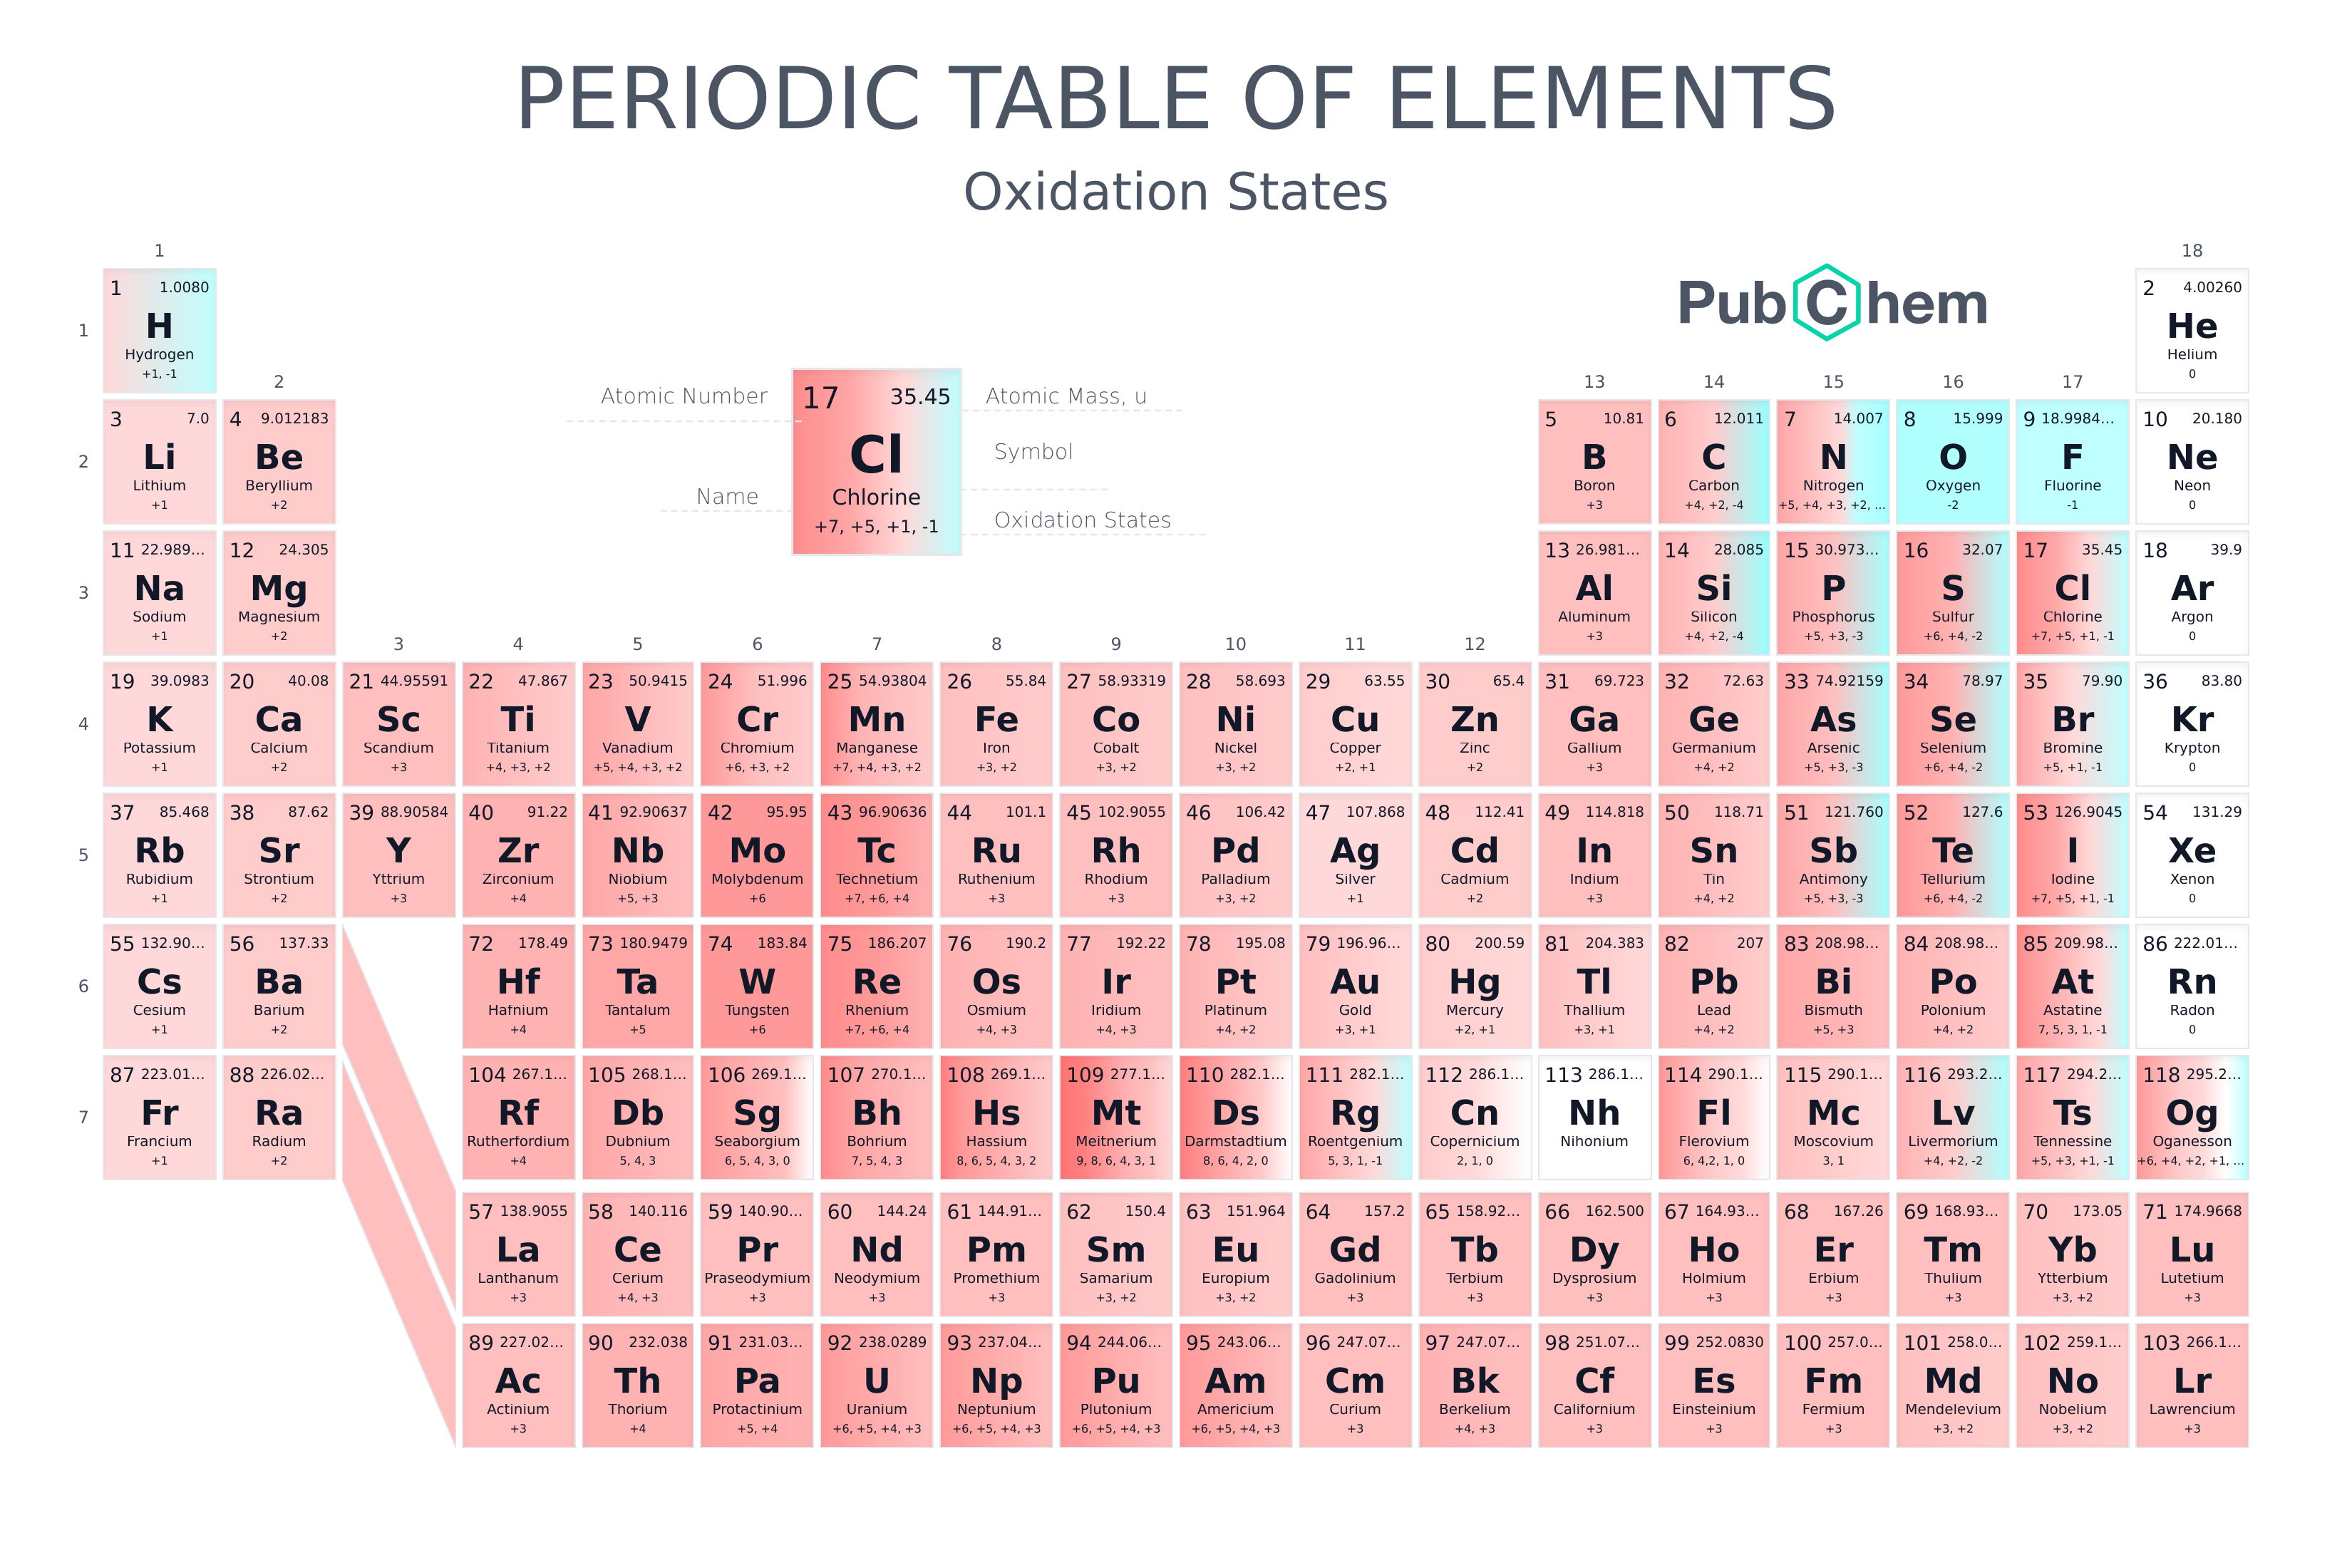 PERIODIC TABLE OF ELEMENTS
Oxidation States
1
18
PubChem
1 1.0080
H
Hydrogen
+1, -1
2 4.00260
He
Helium
0
1
2
13 14 15 16 17
Atomic Number
17 35.45
Cl
Chlorine
+7, +5, +1, -1
Atomic Mass, u
Symbol
Name
Oxidation States
2
3 7.0
Li
Lithium
+1
4 9.012183
Be
Beryllium
+2
5 10.81
B
Boron
+3
6 12.011
C
Carbon
+4, +2, -4
7 14.007
N
Nitrogen
+5, +4, +3, +2, ...
8 15.999
O
Oxygen
-2
9 18.9984...
F
Fluorine
-1
10 20.180
Ne
Neon
0
3
11 22.989...
Na
Sodium
+1
12 24.305
Mg
Magnesium
+2
13 26.981...
Al
Aluminum
+3
14 28.085
Si
Silicon
+4, +2, -4
15 30.973...
P
Phosphorus
+5, +3, -3
16 32.07
S
Sulfur
+6, +4, -2
17 35.45
Cl
Chlorine
+7, +5, +1, -1
18 39.9
Ar
Argon
0
3 4 5 6 7 8 9 10 11 12
4
19 39.0983
K
Potassium
+1
20 40.08
Ca
Calcium
+2
21 44.95591
Sc
Scandium
+3
22 47.867
Ti
Titanium
+4, +3, +2
23 50.9415
V
Vanadium
+5, +4, +3, +2
24 51.996
Cr
Chromium
+6, +3, +2
25 54.93804
Mn
Manganese
+7, +4, +3, +2
26 55.84
Fe
Iron
+3, +2
27 58.93319
Co
Cobalt
+3, +2
28 58.693
Ni
Nickel
+3, +2
29 63.55
Cu
Copper
+2, +1
30 65.4
Zn
Zinc
+2
31 69.723
Ga
Gallium
+3
32 72.63
Ge
Germanium
+4, +2
33 74.92159
As
Arsenic
+5, +3, -3
34 78.97
Se
Selenium
+6, +4, -2
35 79.90
Br
Bromine
+5, +1, -1
36 83.80
Kr
Krypton
0
5
37 85.468
Rb
Rubidium
+1
38 87.62
Sr
Strontium
+2
39 88.90584
Y
Yttrium
+3
40 91.22
Zr
Zirconium
+4
41 92.90637
Nb
Niobium
+5, +3
42 95.95
Mo
Molybdenum
+6
43 96.90636
Tc
Technetium
+7, +6, +4
44 101.1
Ru
Ruthenium
+3
45 102.9055
Rh
Rhodium
+3
46 106.42
Pd
Palladium
+3, +2
47 107.868
Ag
Silver
+1
48 112.41
Cd
Cadmium
+2
49 114.818
In
Indium
+3
50 118.71
Sn
Tin
+4, +2
51 121.760
Sb
Antimony
+5, +3, -3
52 127.6
Te
Tellurium
+6, +4, -2
53 126.9045
I
Iodine
+7, +5, +1, -1
54 131.29
Xe
Xenon
0
6
55 132.90...
Cs
Cesium
+1
56 137.33
Ba
Barium
+2
72 178.49
Hf
Hafnium
+4
73 180.9479
Ta
Tantalum
+5
74 183.84
W
Tungsten
+6
75 186.207
Re
Rhenium
+7, +6, +4
76 190.2
Os
Osmium
+4, +3
77 192.22
Ir
Iridium
+4, +3
78 195.08
Pt
Platinum
+4, +2
79 196.96...
Au
Gold
+3, +1
80 200.59
Hg
Mercury
+2, +1
81 204.383
Tl
Thallium
+3, +1
82 207
Pb
Lead
+4, +2
83 208.98...
Bi
Bismuth
+5, +3
84 208.98...
Po
Polonium
+4, +2
85 209.98...
At
Astatine
7, 5, 3, 1, -1
86 222.01...
Rn
Radon
0
7
87 223.01...
Fr
Francium
+1
88 226.02...
Ra
Radium
+2
104 267.1...
Rf
Rutherfordium
+4
105 268.1...
Db
Dubnium
5, 4, 3
106 269.1...
Sg
Seaborgium
6, 5, 4, 3, 0
107 270.1...
Bh
Bohrium
7, 5, 4, 3
108 269.1...
Hs
Hassium
8, 6, 5, 4, 3, 2
109 277.1...
Mt
Meitnerium
9, 8, 6, 4, 3, 1
110 282.1...
Ds
Darmstadtium
8, 6, 4, 2, 0
111 282.1...
Rg
Roentgenium
5, 3, 1, -1
112 286.1...
Cn
Copernicium
2, 1, 0
113 286.1...
Nh
Nihonium
114 290.1...
Fl
Flerovium
6, 4,2, 1, 0
115 290.1...
Mc
Moscovium
3, 1
116 293.2...
Lv
Livermorium
+4, +2, -2
117 294.2...
Ts
Tennessine
+5, +3, +1, -1
118 295.2...
Og
Oganesson
+6, +4, +2, +1, ...
57 138.9055
La
Lanthanum
+3
58 140.116
Ce
Cerium
+4, +3
59 140.90...
Pr
Praseodymium
+3
60 144.24
Nd
Neodymium
+3
61 144.91...
Pm
Promethium
+3
62 150.4
Sm
Samarium
+3, +2
63 151.964
Eu
Europium
+3, +2
64 157.2
Gd
Gadolinium
+3
65 158.92...
Tb
Terbium
+3
66 162.500
Dy
Dysprosium
+3
67 164.93...
Ho
Holmium
+3
68 167.26
Er
Erbium
+3
69 168.93...
Tm
Thulium
+3
70 173.05
Yb
Ytterbium
+3, +2
71 174.9668
Lu
Lutetium
+3
89 227.02...
Ac
Actinium
+3
90 232.038
Th
Thorium
+4
91 231.03...
Pa
Protactinium
+5, +4
92 238.0289
U
Uranium
+6, +5, +4, +3
93 237.04...
Np
Neptunium
+6, +5, +4, +3
94 244.06...
Pu
Plutonium
+6, +5, +4, +3
95 243.06...
Am
Americium
+6, +5, +4, +3
96 247.07...
Cm
Curium
+3
97 247.07...
Bk
Berkelium
+4, +3
98 251.07...
Cf
Californium
+3
99 252.0830
Es
Einsteinium
+3
100 257.0...
Fm
Fermium
+3
101 258.0...
Md
Mendelevium
+3, +2
102 259.1...
No
Nobelium
+3, +2
103 266.1...
Lr
Lawrencium
+3